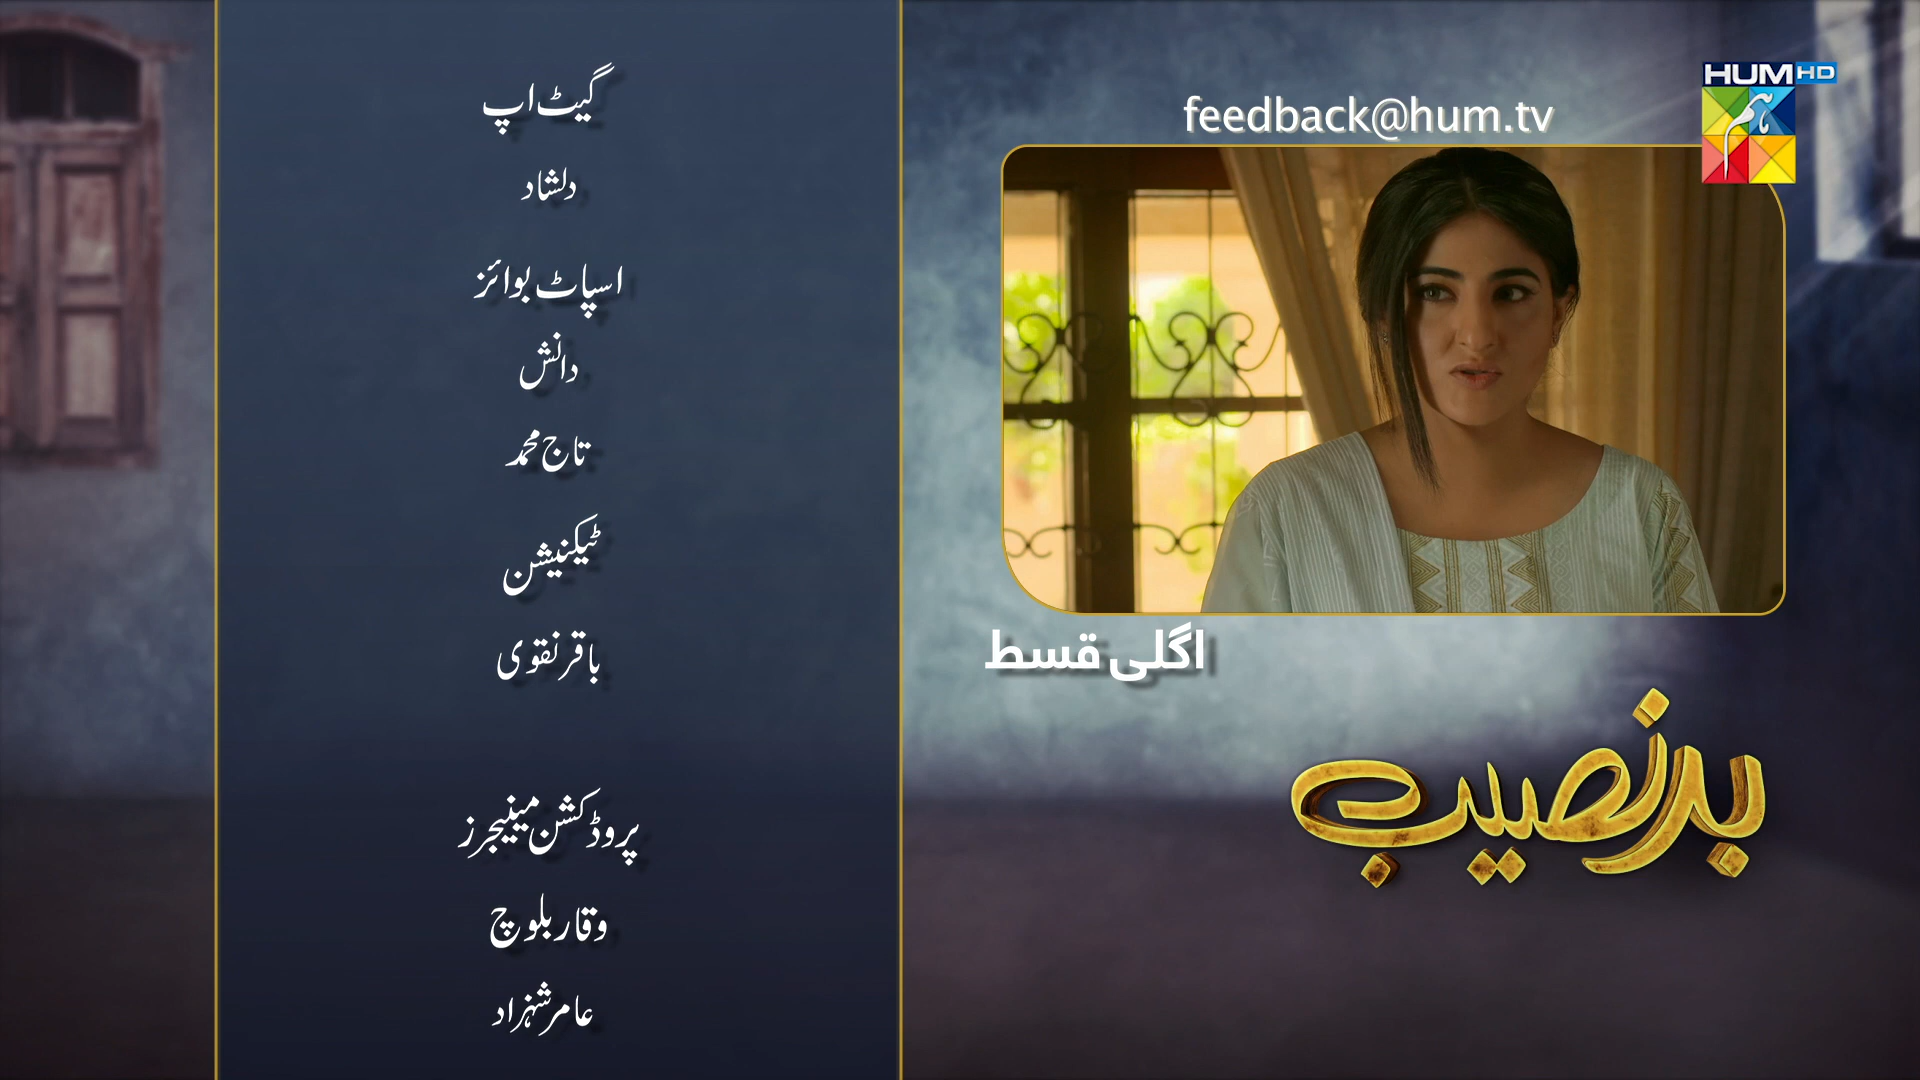 گیٹ اپ
دلشاد
اسپاٹ بوائز
دانش
تاج محمد
ٹیکنیشن
باقر نقوی
پروڈکشن مینیجرز
وقار بلوچ
عامر شہزاد
feedback@hum.tv
HUM HD
ہم
اگلی قسط
بدنصیب